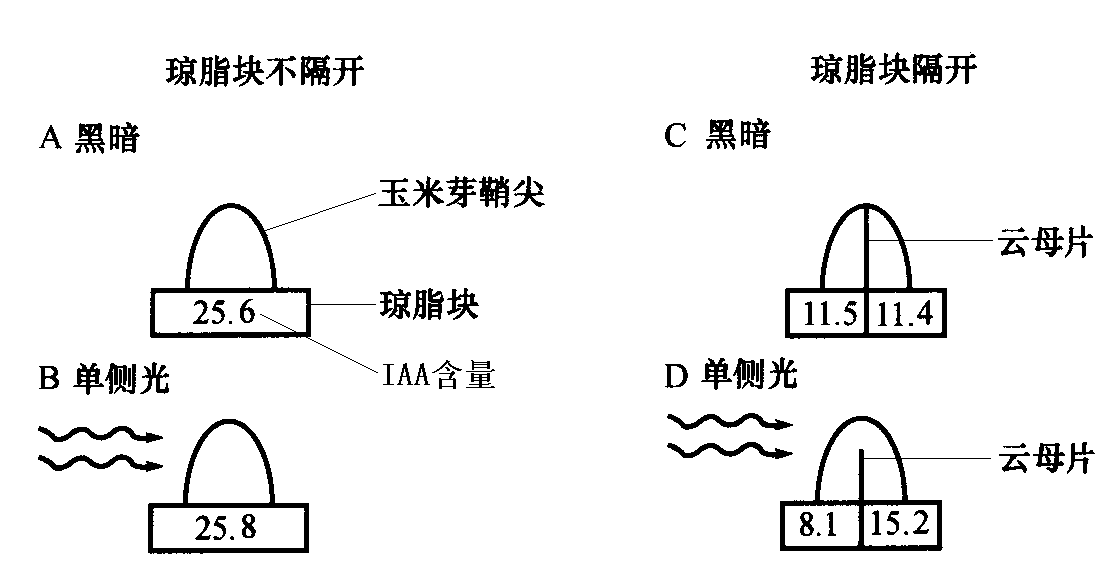 琼脂块不隔开
琼脂块隔开
A 黑暗
C 黑暗
玉米芽鞘尖
云母片
25.6
琼脂块
11.5 11.4
IAA含量
B 单侧光
D 单侧光
云母片
25.8
8.1 15.2